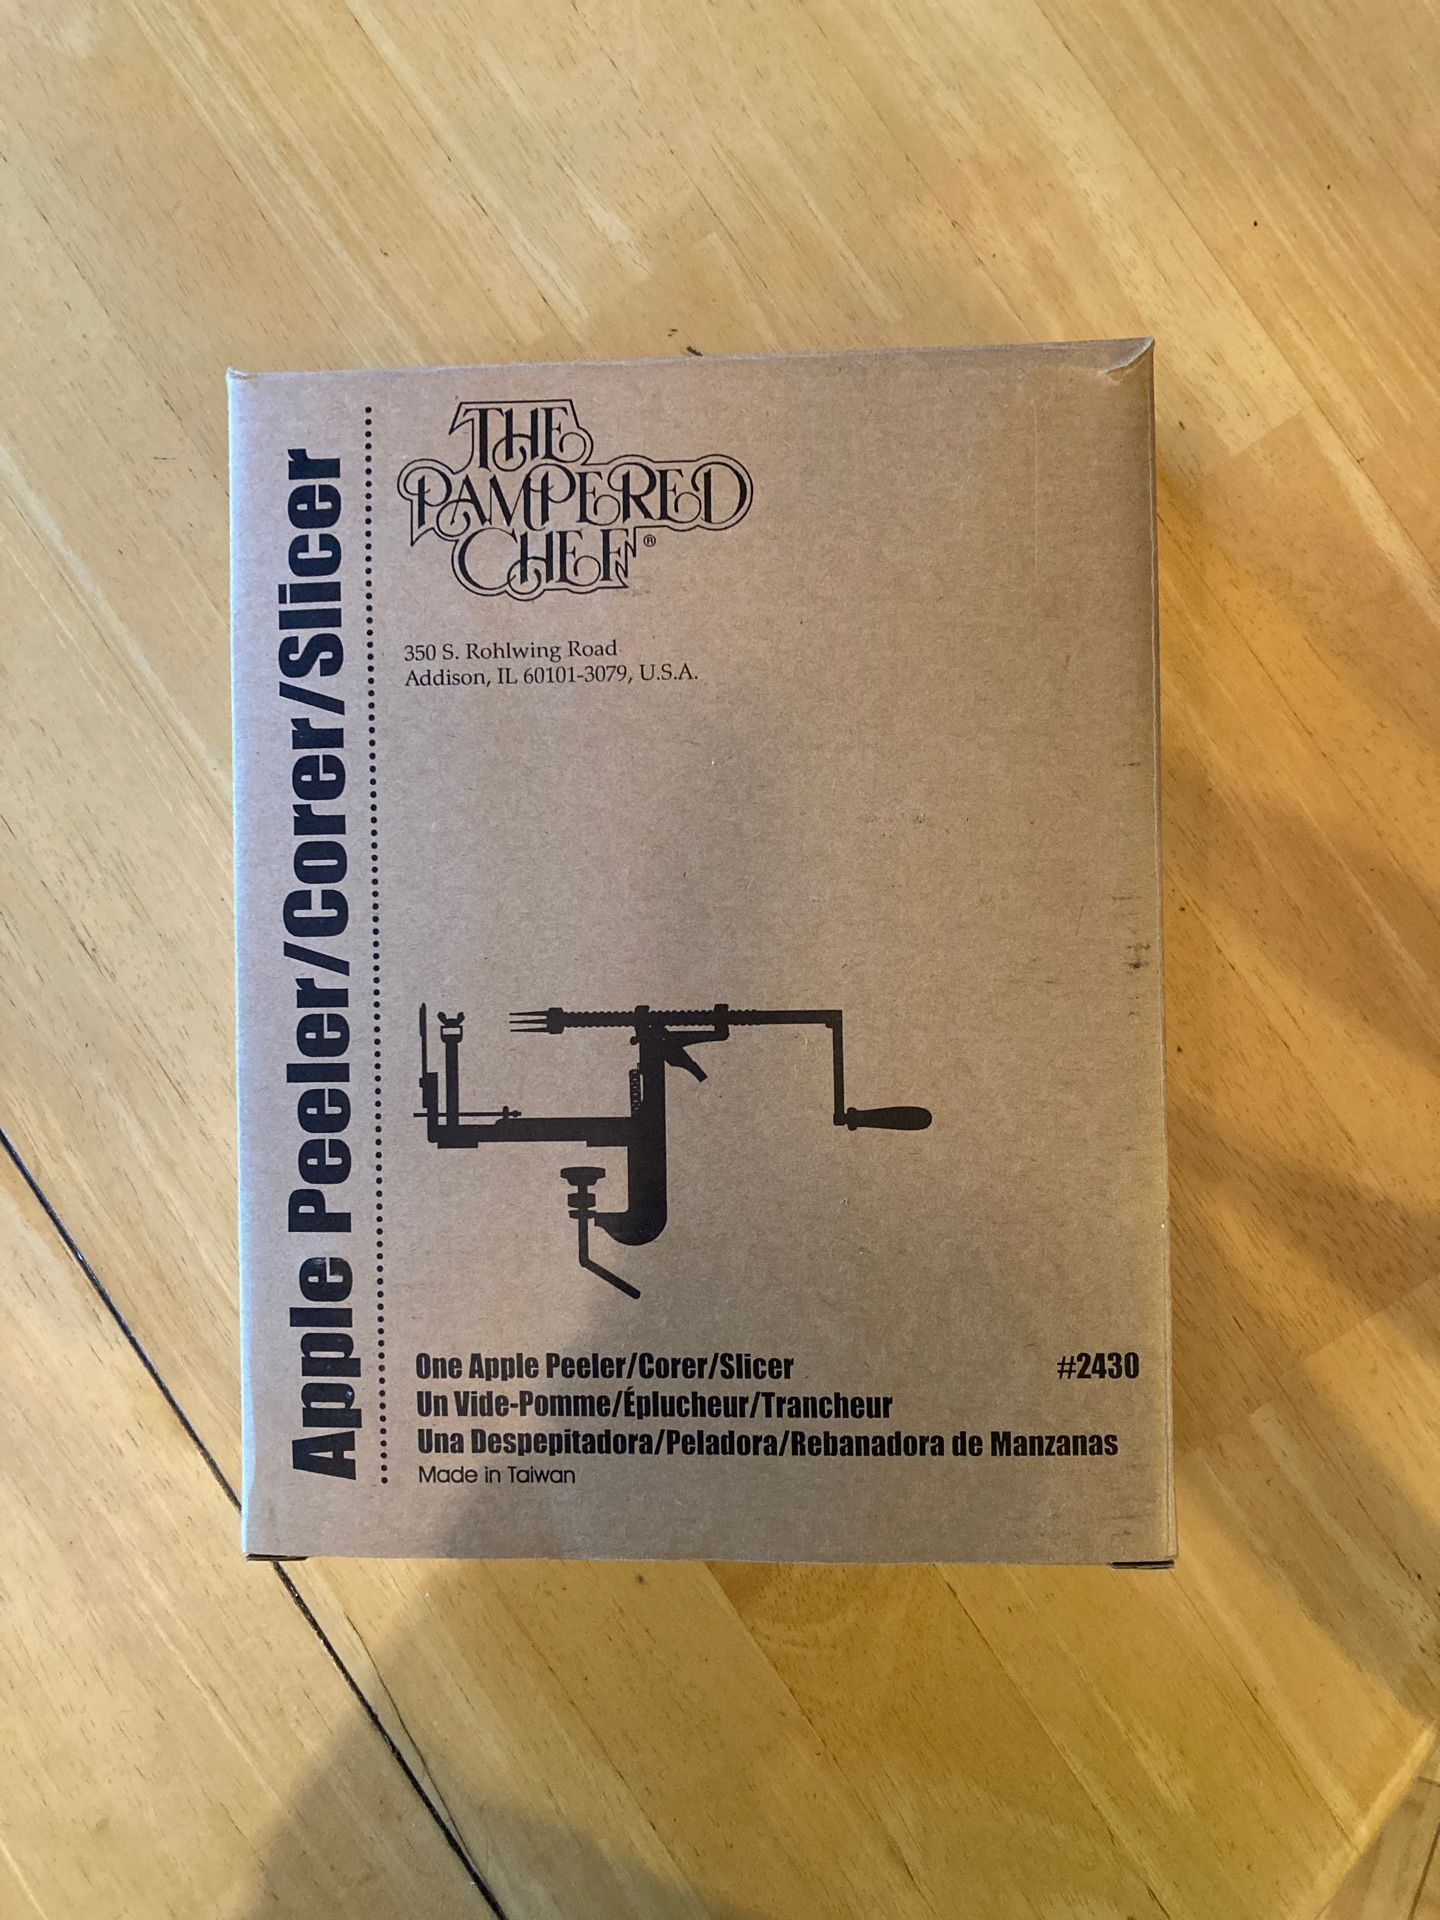 Apple Peeler/Corer/Slicer
THE
PAMPERED
CHEF®
350 S. Rohlwing Road
Addison, IL 60101-3079, U.S.A.
One Apple Peeler/Corer/Slicer #2430
Un Vide-Pomme/Éplucheur/Trancheur
Una Despepitadora/Peladora/Rebanadora de Manzanas
Made in Taiwan